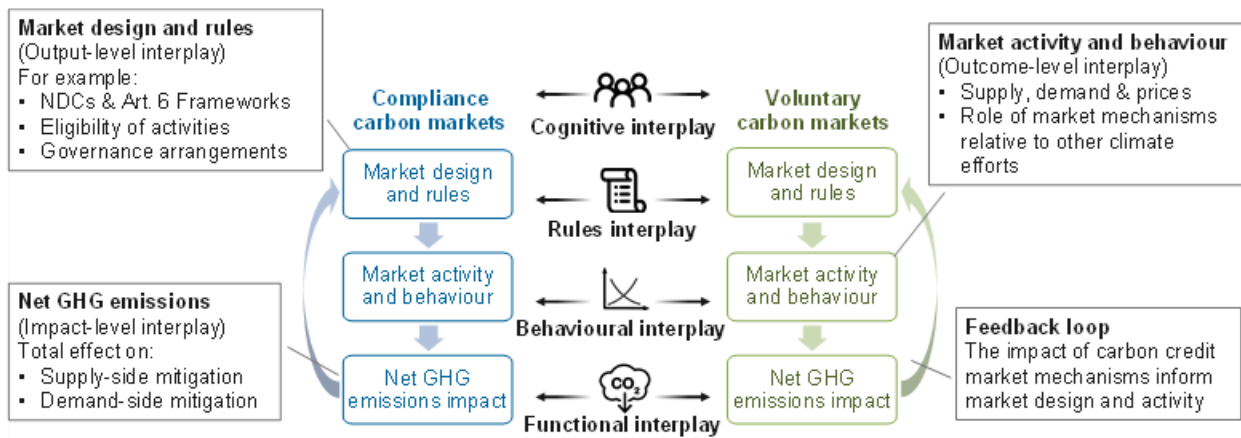 Market design and rules
(Output-level interplay)
For example:
▪ NDCs & Art. 6 Frameworks
▪ Eligibility of activities
▪ Governance arrangements
Net GHG emissions
(Impact-level interplay)
Total effect on:
▪ Supply-side mitigation
▪ Demand-side mitigation
Compliance
carbon markets
Market design
and rules
Market activity
and behaviour
Net GHG
emissions impact
Cognitive interplay
Rules interplay
Behavioural interplay
CO2
Functional interplay
Voluntary
carbon markets
Market design
and rules
Market activity
and behaviour
Net GHG
emissions impact
Market activity and behaviour
(Outcome-level interplay)
▪ Supply, demand & prices
▪ Role of market mechanisms
relative to other climate
efforts
Feedback loop
The impact of carbon credit
market mechanisms inform
market design and activity